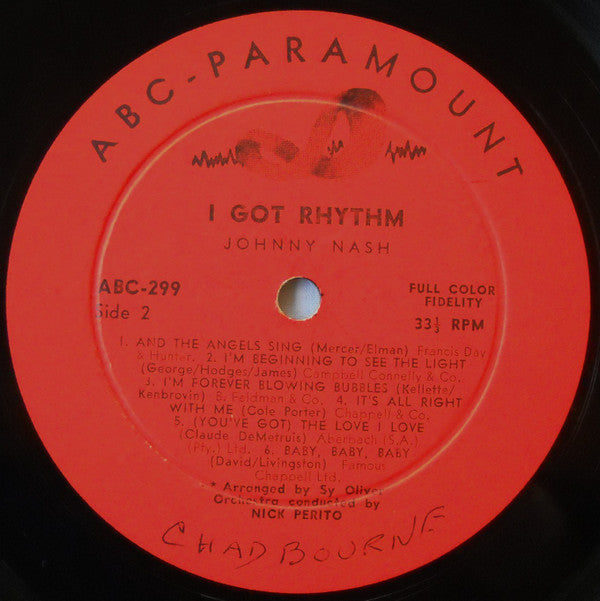 ABC-PARAMOUNT
I GOT RHYTHM
JOHNNY NASH
ABC-299
Side 2
FULL COLOR
FIDELITY
33⅓ RPM
1. AND THE ANGELS SING (Mercer/Elman) Francis Day
& Hunter. 2. I'M BEGINNING TO SEE THE LIGHT
(George/Hodges/James) Campbell Connelly & Co.
3. I'M FOREVER BLOWING BUBBLES (Kellette/
Kenbrovin) B. Feldman & Co. 4. IT'S ALL RIGHT
WITH ME (Cole Porter) Chappell & Co.
5. (YOU'VE GOT) THE LOVE I LOVE
(Claude DeMetruis) Aberbach (S.A.)
(Pty.) Ltd. 6. BABY, BABY, BABY
(David/Livingston) Famous
Chappell Ltd.
* Arranged by Sy Oliver
Orchestra conducted by
NICK PERITO
CHADBOURNE